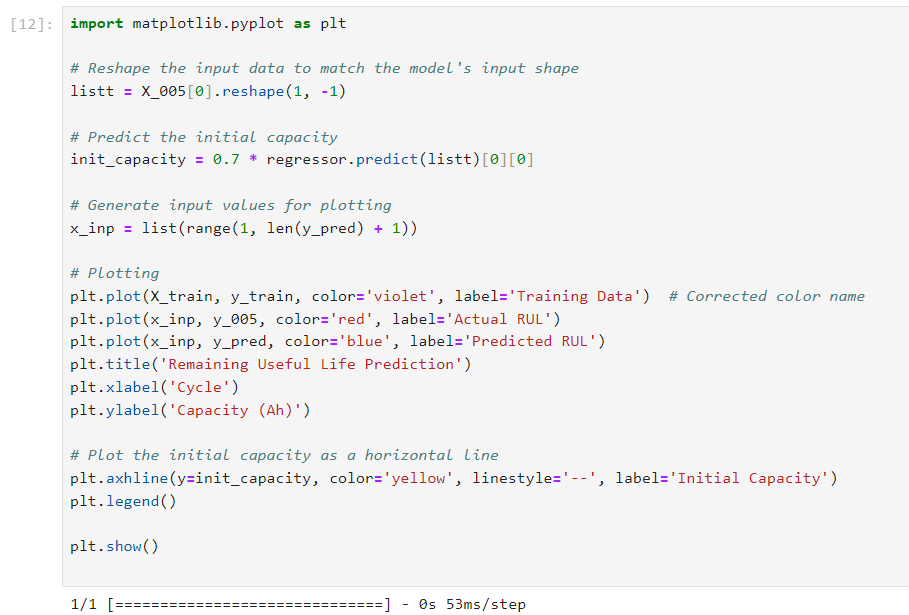 [12]: import matplotlib.pyplot as plt
# Reshape the input data to match the model's input shape
listt = X_005[0].reshape(1, -1)
# Predict the initial capacity
init_capacity = 0.7 * regressor.predict(listt)[0][0]
# Generate input values for plotting
x_inp = list(range(1, len(y_pred) + 1))
# Plotting
plt.plot(X_train, y_train, color='violet', label='Training Data')  # Corrected color name
plt.plot(x_inp, y_005, color='red', label='Actual RUL')
plt.plot(x_inp, y_pred, color='blue', label='Predicted RUL')
plt.title('Remaining Useful Life Prediction')
plt.xlabel('Cycle')
plt.ylabel('Capacity (Ah)')
# Plot the initial capacity as a horizontal line
plt.axhline(y=init_capacity, color='yellow', linestyle='--', label='Initial Capacity')
plt.legend()
plt.show()
1/1 [==============================] - 0s 53ms/step